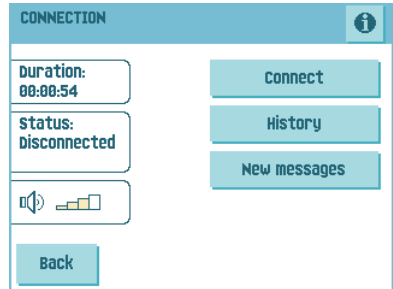 CONNECTION
Duration:
00:00:54
Status:
Disconnected
Connect
History
New messages
Back